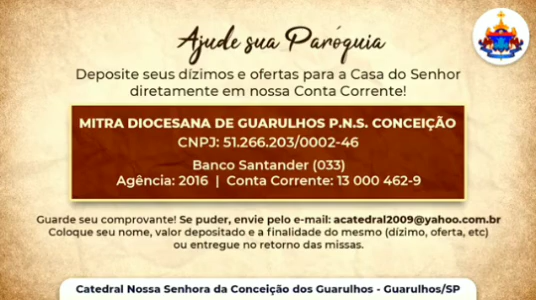 Ajude sua Paróquia
Deposite seus dízimos e ofertas para a Casa do Senhor
diretamente em nossa Conta Corrente!
MITRA DIOCESANA DE GUARULHOS P.N.S. CONCEIÇÃO
CNPJ: 51.266.203/0002-46
Banco Santander (033)
Agência: 2016 | Conta Corrente: 13 000 462-9
Guarde seu comprovante! Se puder, envie pelo e-mail: acatedral2009@yahoo.com.br
Coloque seu nome, valor depositado e a finalidade do mesmo (dízimo, oferta, etc)
ou entregue no retorno das missas.
Catedral Nossa Senhora da Conceição dos Guarulhos - Guarulhos/SP